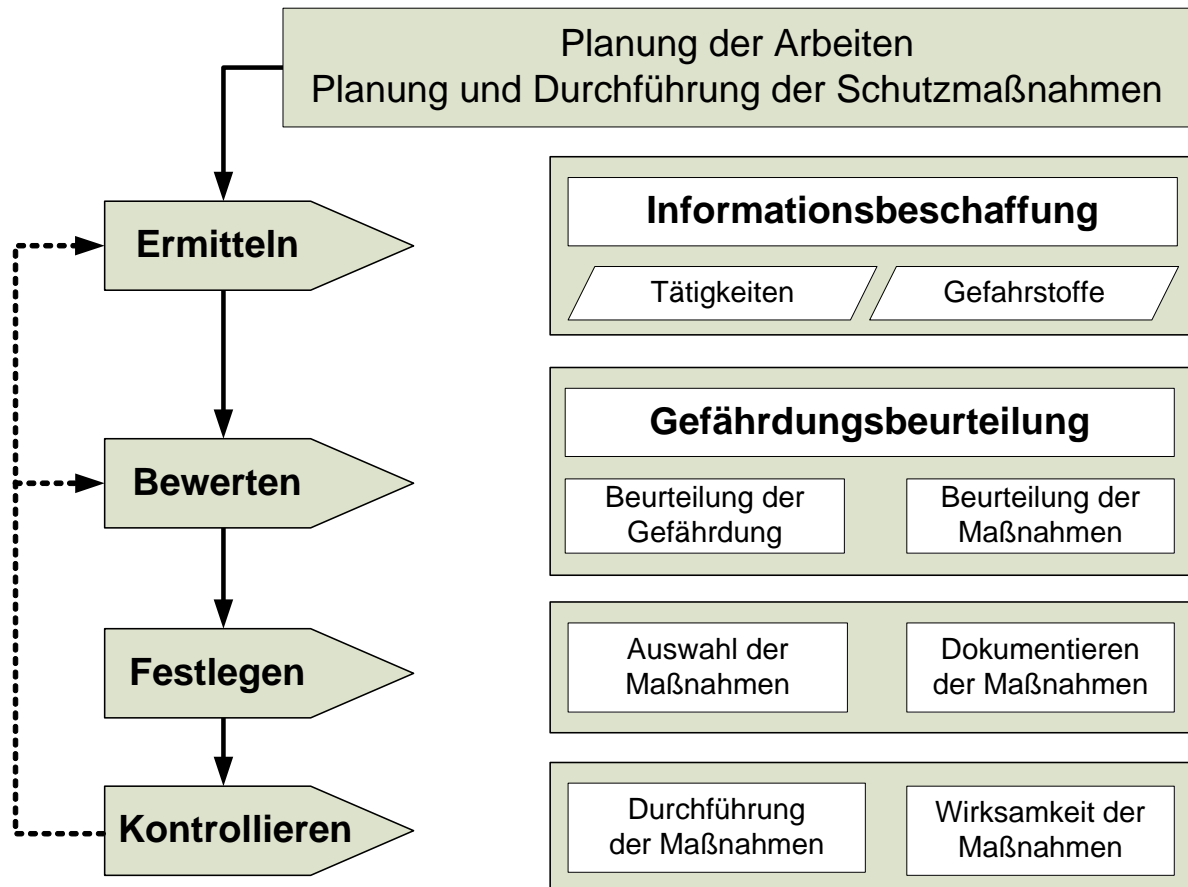 Planung der Arbeiten
Planung und Durchführung der Schutzmaßnahmen
Ermitteln
Informationsbeschaffung
Tätigkeiten
Gefahrstoffe
Bewerten
Gefährdungsbeurteilung
Beurteilung der
Gefährdung
Beurteilung der
Maßnahmen
Festlegen
Auswahl der
Maßnahmen
Dokumentieren
der Maßnahmen
Kontrollieren
Durchführung
der Maßnahmen
Wirksamkeit der
Maßnahmen